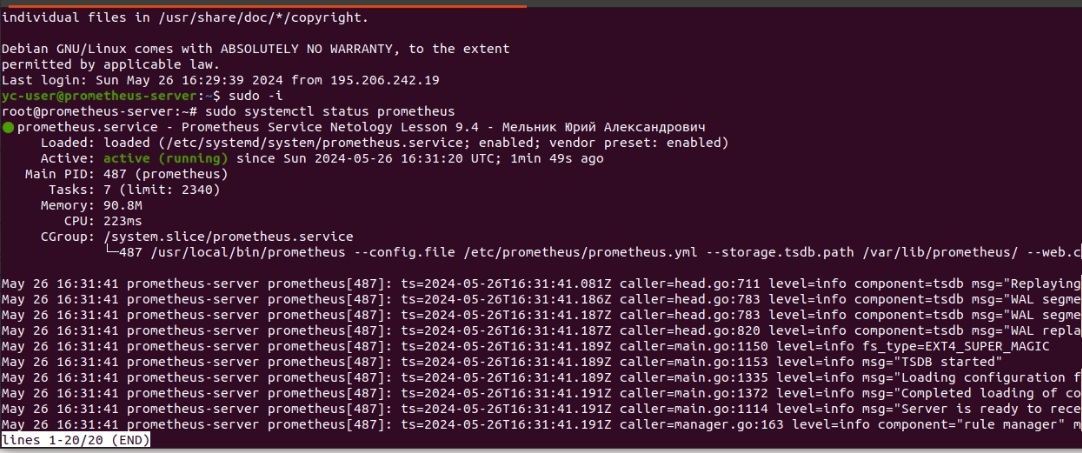 individual files in /usr/share/doc/*/copyright.
Debian GNU/Linux comes with ABSOLUTELY NO WARRANTY, to the extent
permitted by applicable law.
Last login: Sun May 26 16:29:39 2024 from 195.206.242.19
yc-user@prometheus-server:~$ sudo -i
root@prometheus-server:~# sudo systemctl status prometheus
● prometheus.service - Prometheus Service Netology Lesson 9.4 - Мельник Юрий Александрович
Loaded: loaded (/etc/systemd/system/prometheus.service; enabled; vendor preset: enabled)
Active: active (running) since Sun 2024-05-26 16:31:20 UTC; 1min 49s ago
Main PID: 487 (prometheus)
Tasks: 7 (limit: 2340)
Memory: 90.8M
CPU: 223ms
CGroup: /system.slice/prometheus.service
└─487 /usr/local/bin/prometheus --config.file /etc/prometheus/prometheus.yml --storage.tsdb.path /var/lib/prometheus/ --web.c
May 26 16:31:41 prometheus-server prometheus[487]: ts=2024-05-26T16:31:41.081Z caller=head.go:711 level=info component=tsdb msg="Replaying
May 26 16:31:41 prometheus-server prometheus[487]: ts=2024-05-26T16:31:41.186Z caller=head.go:783 level=info component=tsdb msg="WAL segme
May 26 16:31:41 prometheus-server prometheus[487]: ts=2024-05-26T16:31:41.187Z caller=head.go:783 level=info component=tsdb msg="WAL segme
May 26 16:31:41 prometheus-server prometheus[487]: ts=2024-05-26T16:31:41.187Z caller=head.go:820 level=info component=tsdb msg="WAL repla
May 26 16:31:41 prometheus-server prometheus[487]: ts=2024-05-26T16:31:41.189Z caller=main.go:1150 level=info fs_type=EXT4_SUPER_MAGIC
May 26 16:31:41 prometheus-server prometheus[487]: ts=2024-05-26T16:31:41.189Z caller=main.go:1153 level=info msg="TSDB started"
May 26 16:31:41 prometheus-server prometheus[487]: ts=2024-05-26T16:31:41.189Z caller=main.go:1335 level=info msg="Loading configuration f
May 26 16:31:41 prometheus-server prometheus[487]: ts=2024-05-26T16:31:41.191Z caller=main.go:1372 level=info msg="Completed loading of co
May 26 16:31:41 prometheus-server prometheus[487]: ts=2024-05-26T16:31:41.191Z caller=main.go:1114 level=info msg="Server is ready to rece
May 26 16:31:41 prometheus-server prometheus[487]: ts=2024-05-26T16:31:41.191Z caller=manager.go:163 level=info component="rule manager" m
lines 1-20/20 (END)